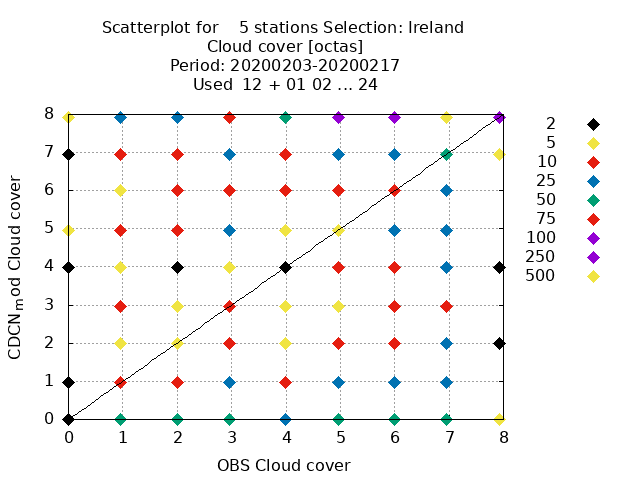 Scatterplot for 5 stations Selection: Ireland
Cloud cover [octas]
Period: 20200203-20200217
Used 12 + 01 02 ... 24
8
7
6
5
4
3
2
1
0
CDCN_mod Cloud cover
0 1 2 3 4 5 6 7 8
OBS Cloud cover
2
5
10
25
50
75
100
250
500